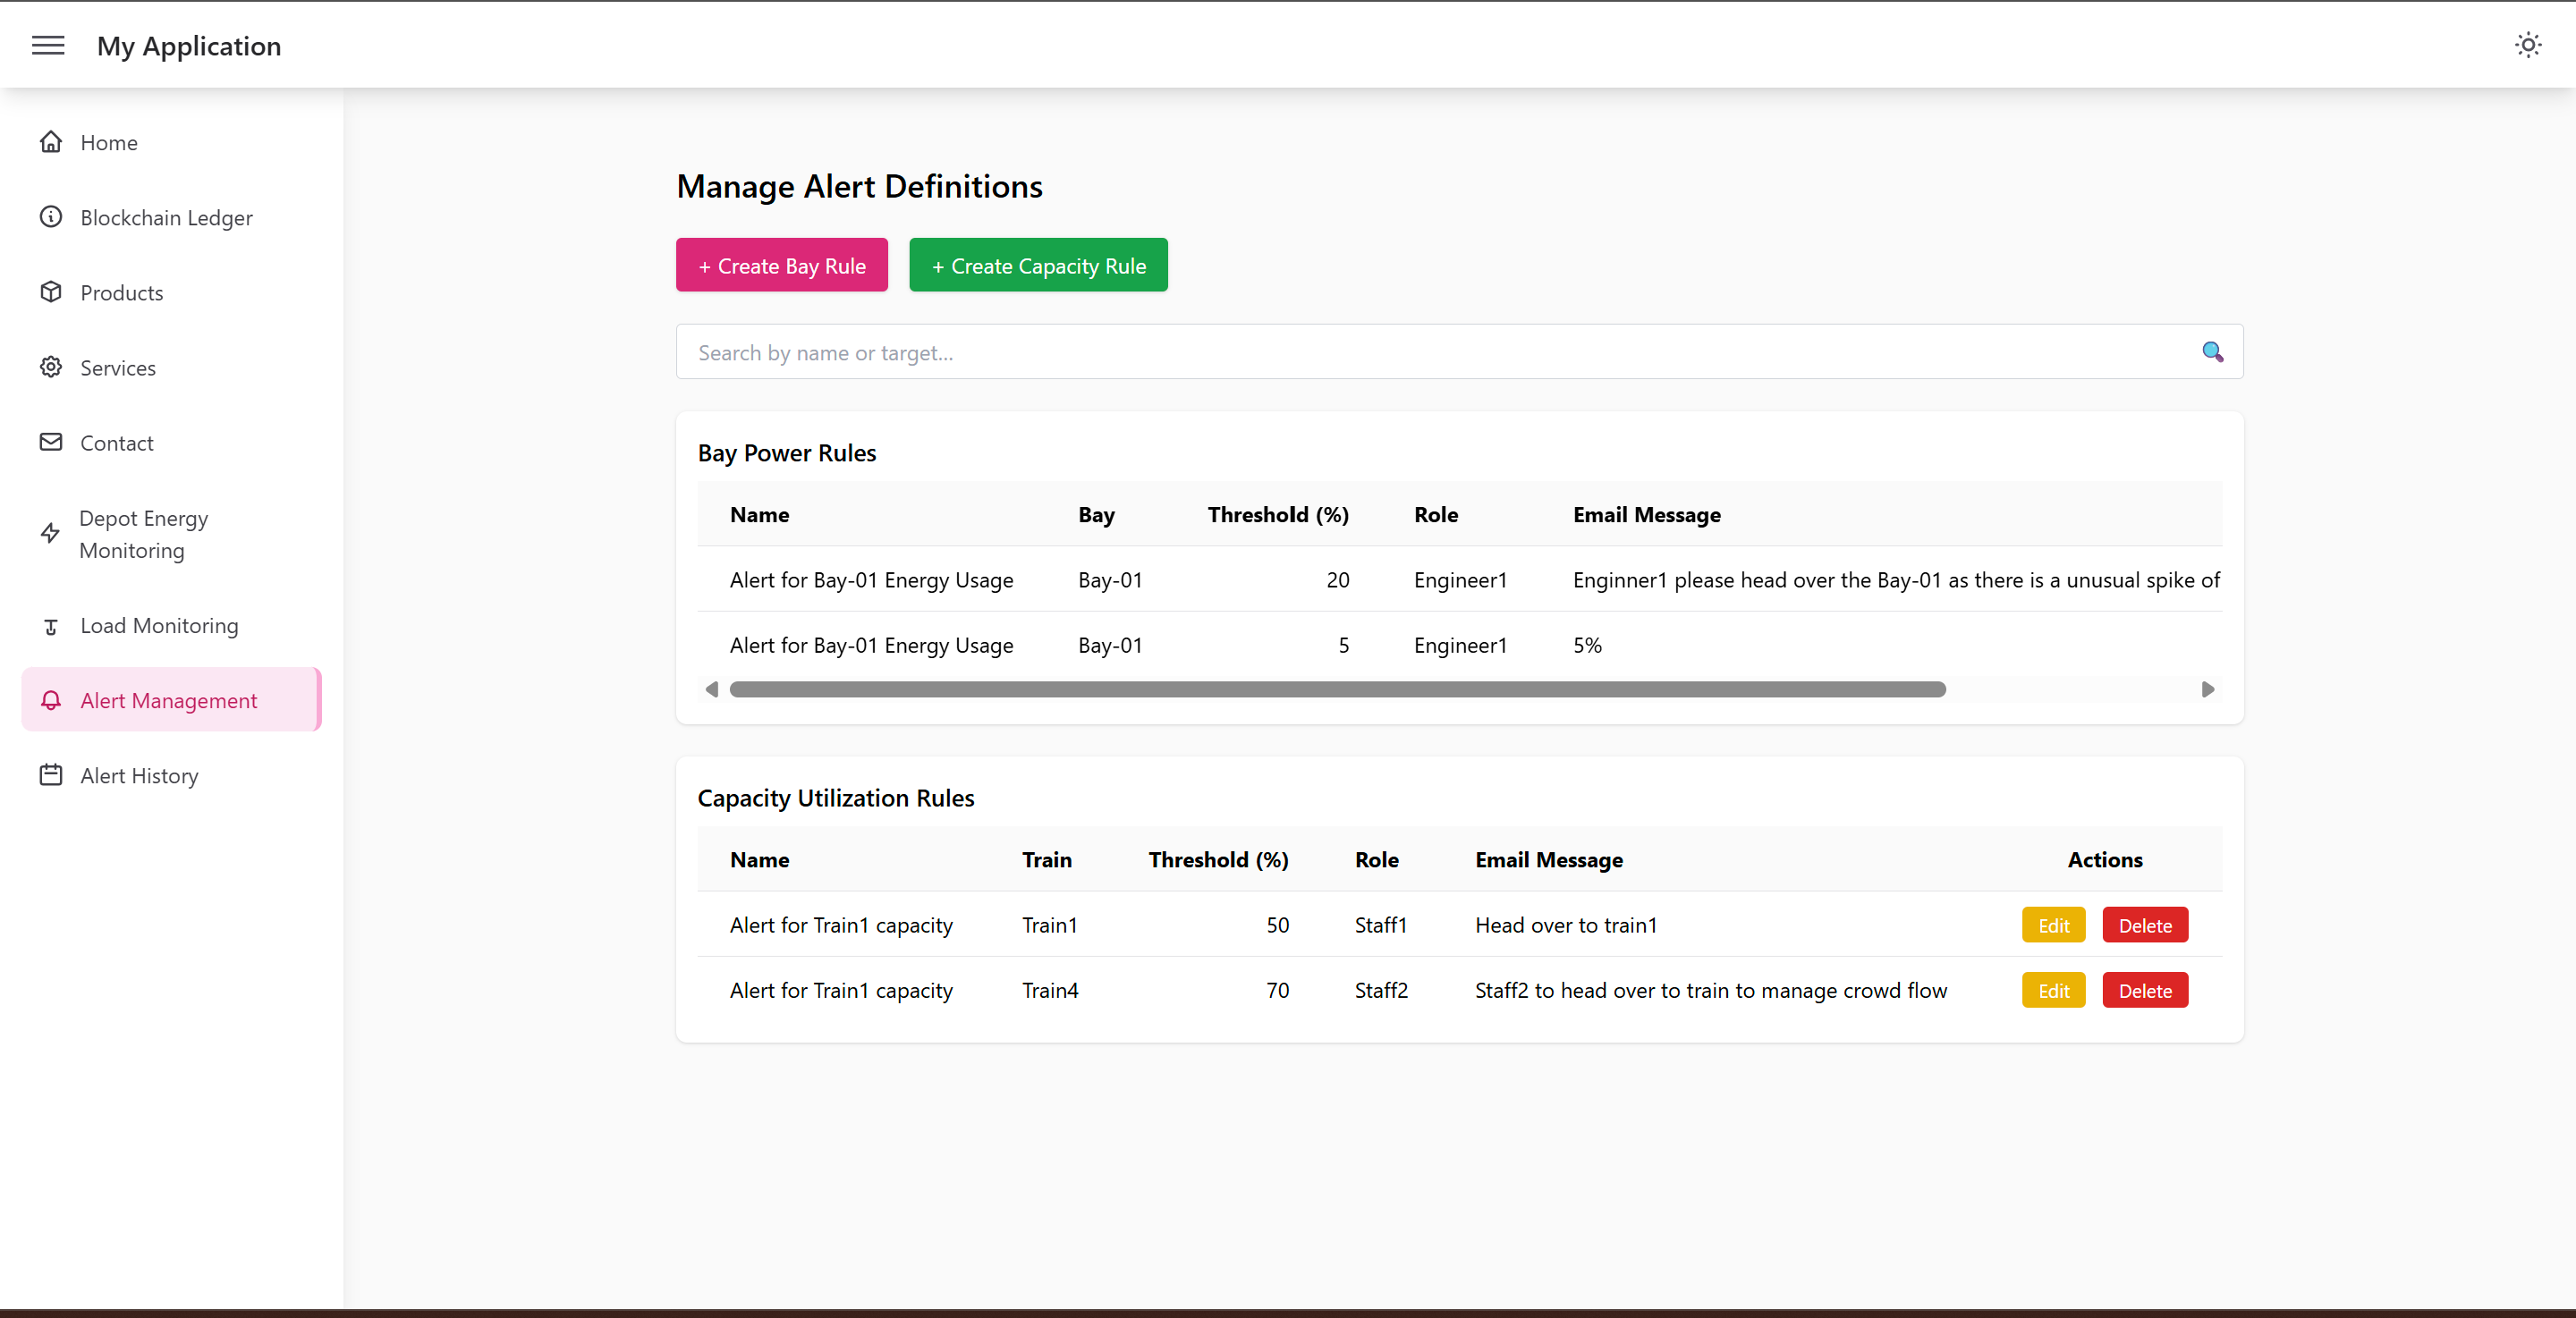 My Application
Home
Blockchain Ledger
Products
Services
Contact
Depot Energy
Monitoring
Load Monitoring
Alert Management
Alert History
Manage Alert Definitions
+ Create Bay Rule + Create Capacity Rule
Search by name or target...
Bay Power Rules
Name Bay Threshold (%) Role Email Message
Alert for Bay-01 Energy Usage Bay-01 20 Engineer1 Enginner1 please head over the Bay-01 as there is a unusual spike of
Alert for Bay-01 Energy Usage Bay-01 5 Engineer1 5%
Capacity Utilization Rules
Name Train Threshold (%) Role Email Message Actions
Alert for Train1 capacity Train1 50 Staff1 Head over to train1 Edit Delete
Alert for Train1 capacity Train4 70 Staff2 Staff2 to head over to train to manage crowd flow Edit Delete